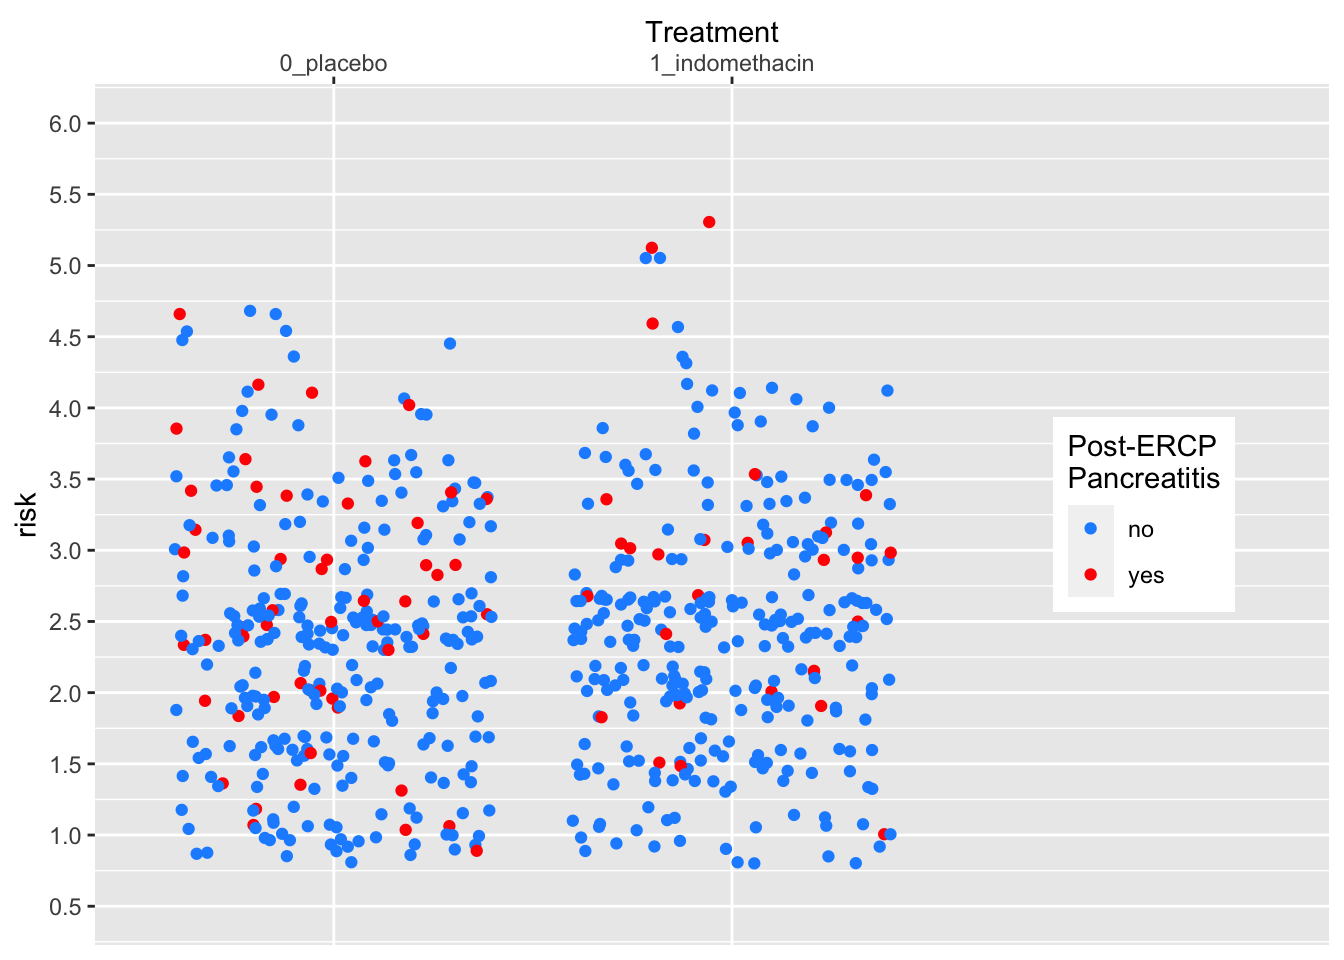 Treatment
0_placebo 1_indomethacin
6.0
5.5
5.0
4.5
4.0
3.5
3.0
2.5
2.0
1.5
1.0
0.5
risk
Post-ERCP
Pancreatitis
no
yes